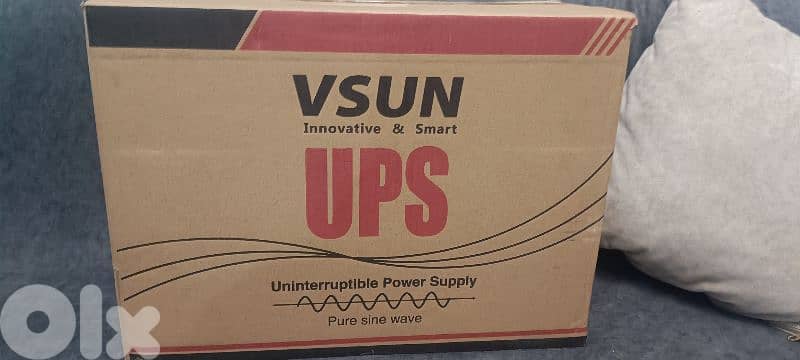 VSUN
Innovative & Smart
UPS
Uninterruptible Power Supply
Pure sine wave
olx